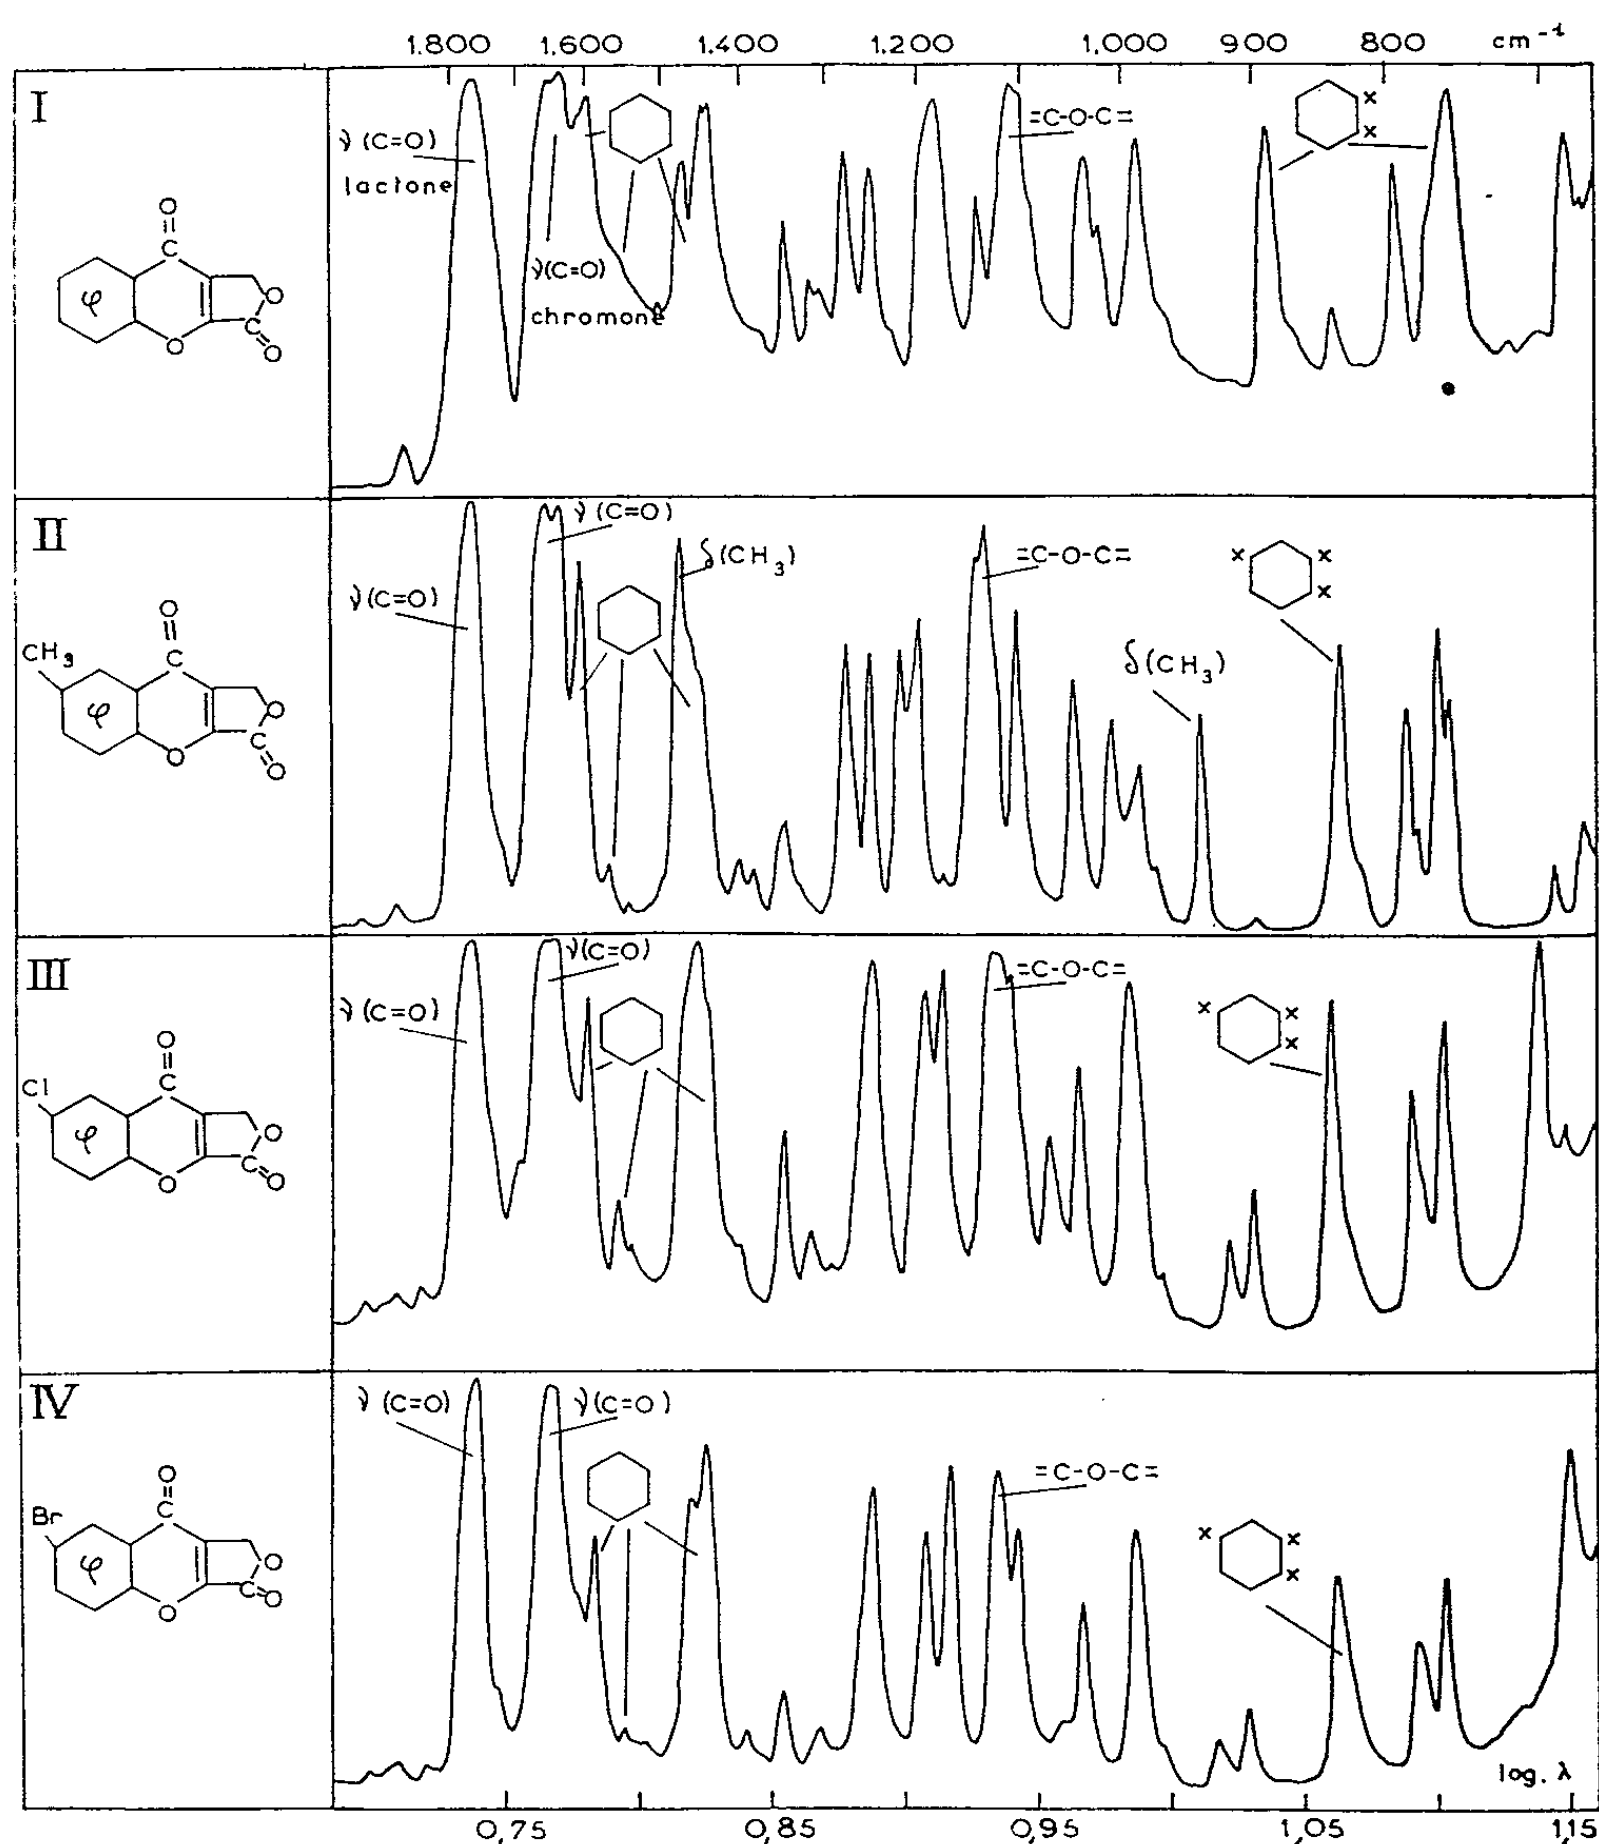 1.800 1.600 1.400 1.200 1.000 900 800 cm⁻¹
I
ν (C=O)
lactone
ν(C=O)
chromone
=C-O-C=
x
x
O
C
φ
O
O
C
O
II
ν (C=O)
ν(C=O)
δ(CH₃)
=C-O-C=
δ(CH₃)
x x
x
CH₃
O
C
φ
O
O
C
O
III
ν(C=O)
ν (C=O)
=C-O-C=
x x
x
Cl
O
C
φ
O
O
C
O
IV
ν (C=O)
ν (C=O)
=C-O-C=
x x
x
Br
O
C
φ
O
O
C
O
log. λ
0,75 0,85 0,95 1,05 1,15